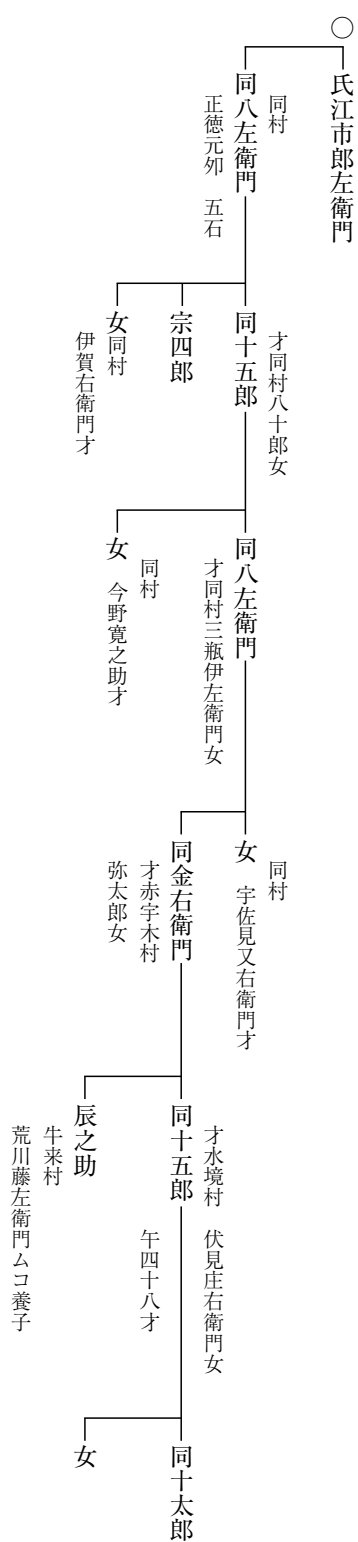 〇
氏江市郎左衛門
同村
同八左衛門
正徳元卯　五石
才同村八十郎女
同十五郎
宗四郎
女同村
伊賀右衛門才
同八左衛門
才同村三瓶伊左衛門女
同村
女　今野寛之助才
同村
女　宇佐見又右衛門才
同金右衛門
才赤宇木村
弥太郎女
才水境村　伏見庄右衛門女
同十五郎
午四十八才
辰之助
牛来村
荒川藤左衛門ムコ養子
同十太郎
女